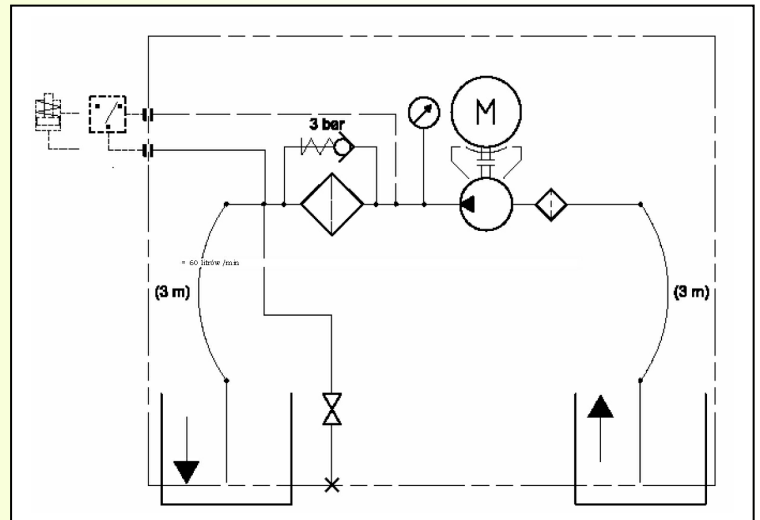 M
3 bar
= 60 litrów /min
(3 m)
(3 m)